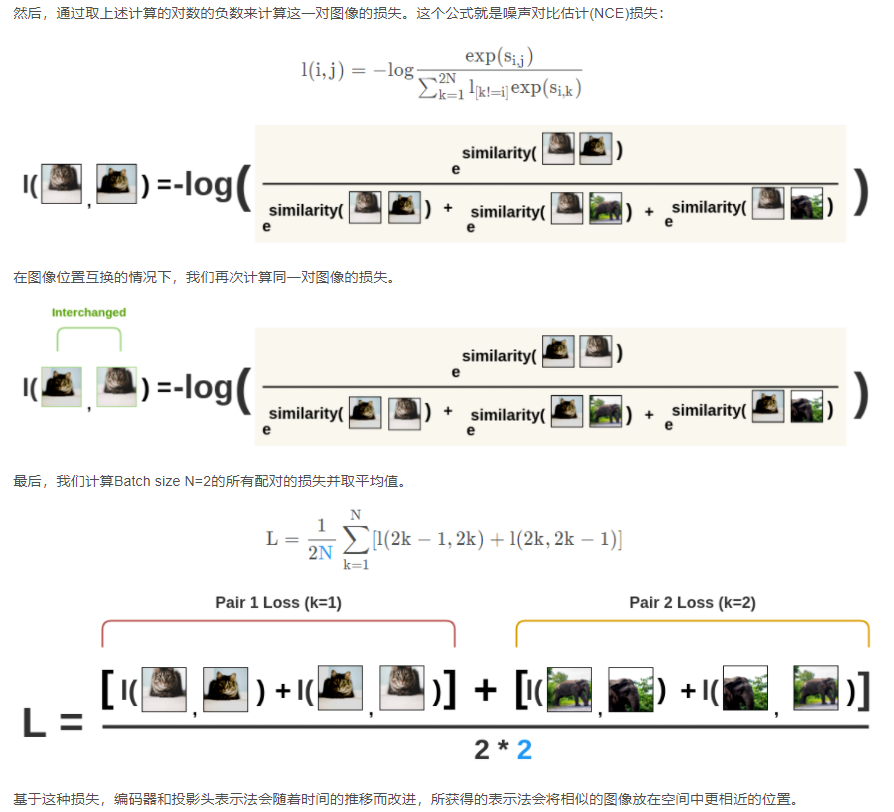 然后，通过取上述计算的对数的负数来计算这一对图像的损失。这个公式就是噪声对比估计(NCE)损失：
l(i,j) = −log exp(s_{i,j}) / ∑_{k=1}^{2N} l_{[k!=i]} exp(s_{i,k})
e similarity( )
l( , ) =-log( )
e similarity( ) + e similarity( ) + e similarity( )
在图像位置互换的情况下，我们再次计算同一对图像的损失。
Interchanged
e similarity( )
l( , ) =-log( )
e similarity( ) + e similarity( ) + e similarity( )
最后，我们计算Batch size N=2的所有配对的损失并取平均值。
L = 1/2N ∑_{k=1}^{N} [l(2k − 1, 2k) + l(2k, 2k − 1)]
Pair 1 Loss (k=1) Pair 2 Loss (k=2)
L = [ l( , ) + l( , )] + [ l( , ) + l( , )]
2 * 2
基于这种损失，编码器和投影头表示法会随着时间的推移而改进，所获得的表示法会将相似的图像放在空间中更相近的位置。